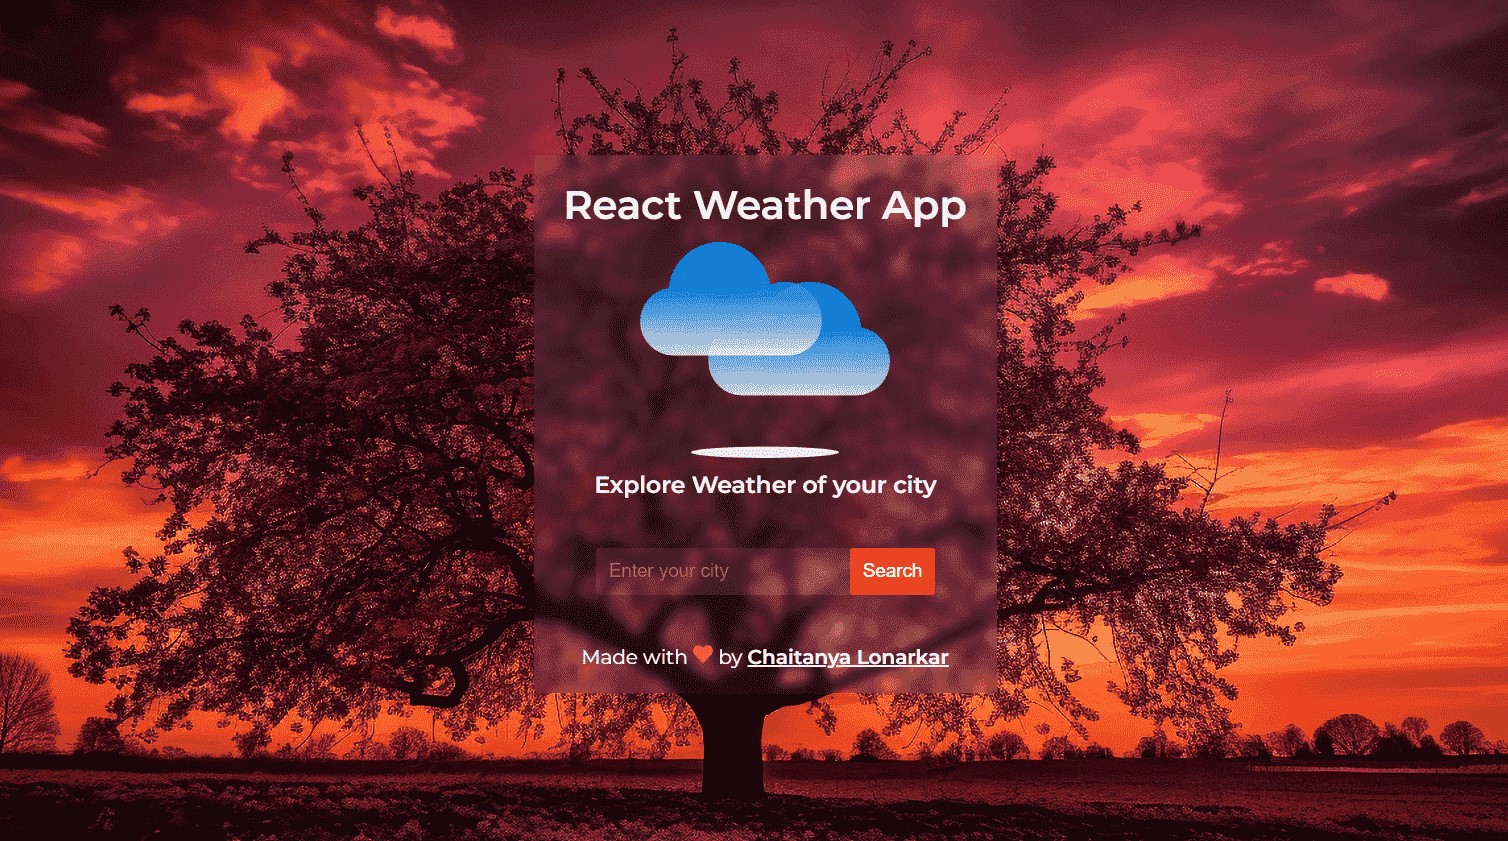 React Weather App
Explore Weather of your city
Enter your city
Search
Made with ❤ by Chaitanya Lonarkar